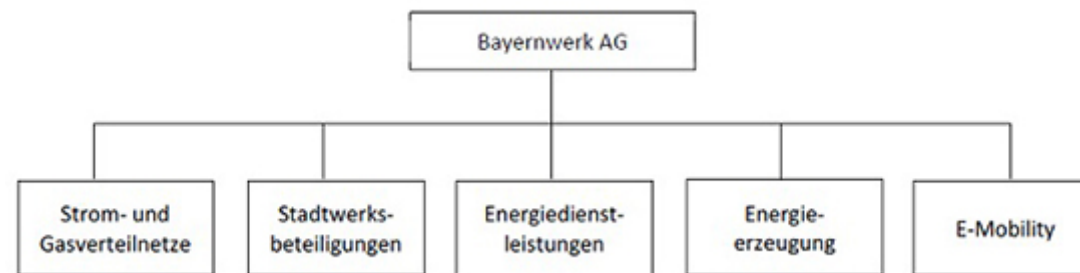 Bayernwerk AG
Strom- und
Gasverteilnetze
Stadtwerks-
beteiligungen
Energiedienst-
leistungen
Energie-
erzeugung
E-Mobility